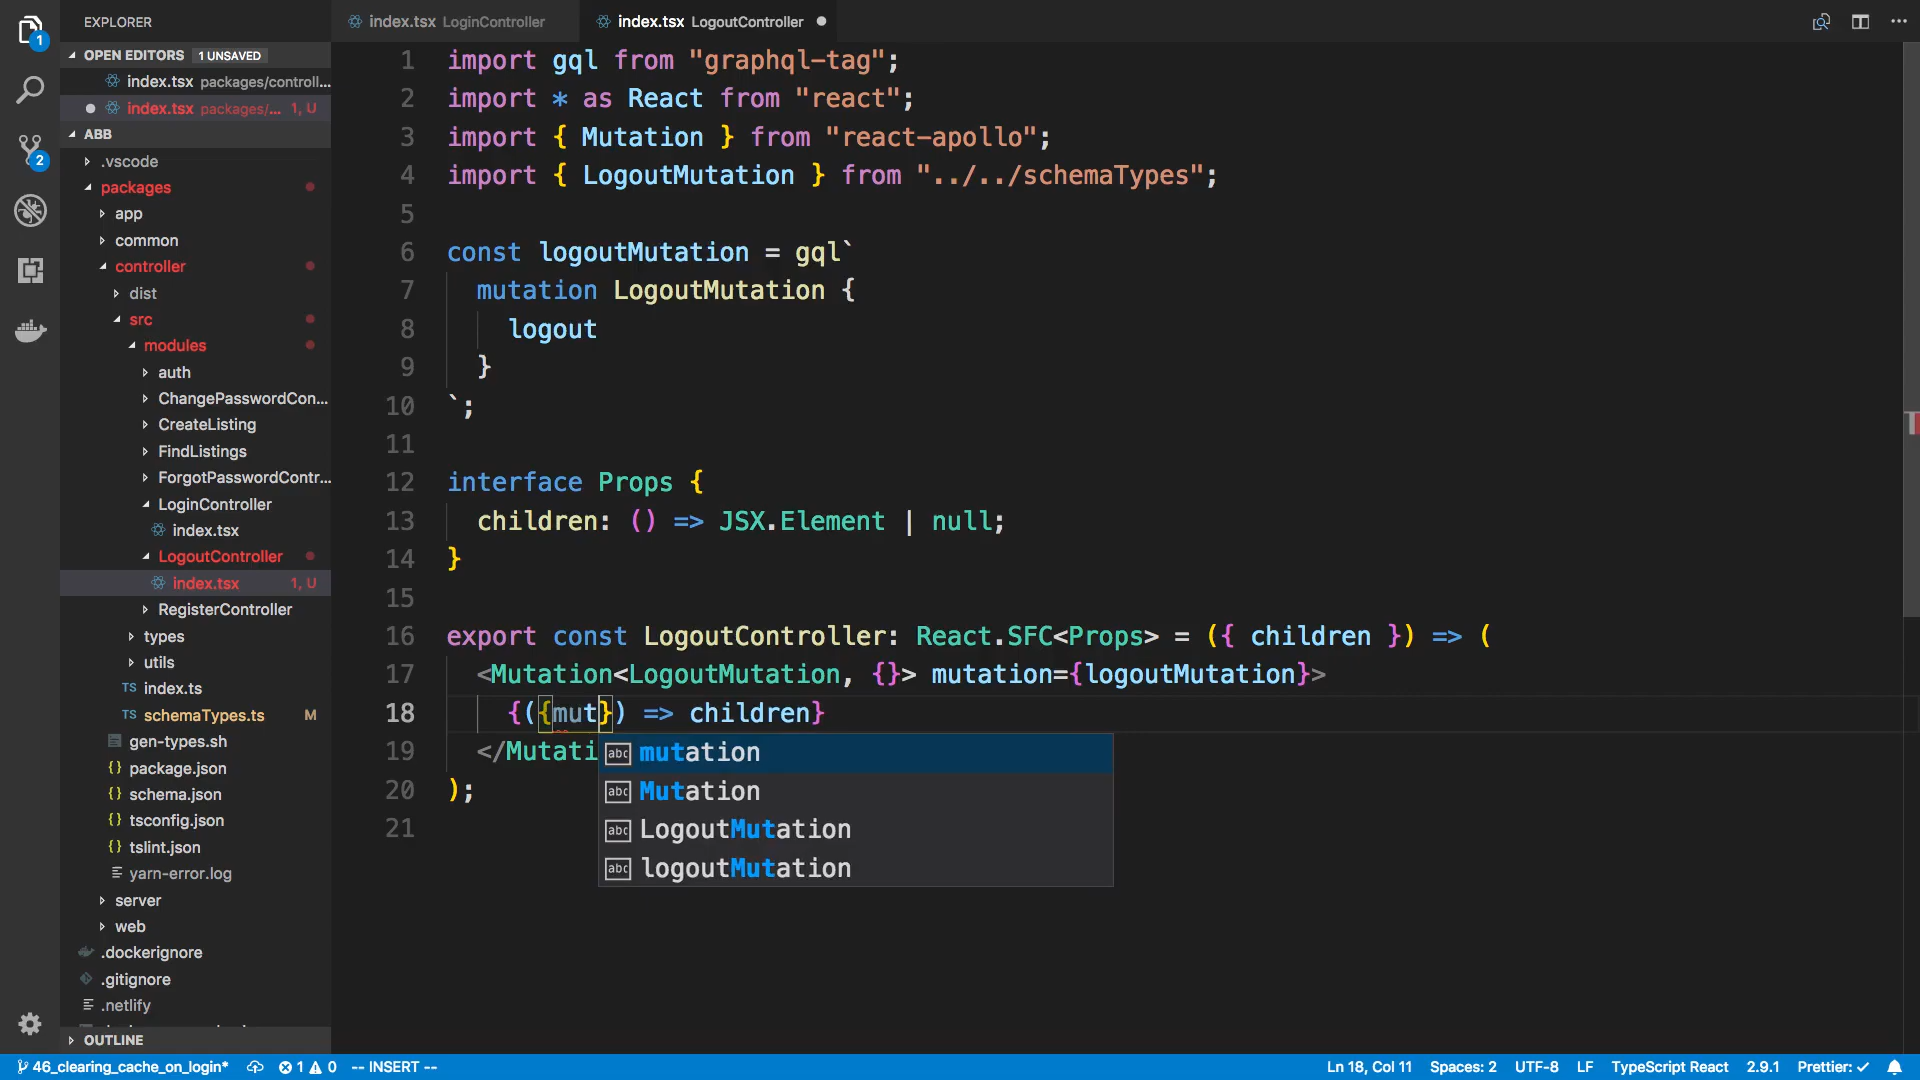 EXPLORER
index.tsx LoginController
index.tsx LogoutController
OPEN EDITORS 1 UNSAVED
index.tsx packages/controll...
index.tsx packages/... 1, U
ABB
.vscode
packages
app
common
controller
dist
src
modules
auth
ChangePasswordCon...
CreateListing
FindListings
ForgotPasswordContr...
LoginController
index.tsx
LogoutController
index.tsx 1, U
RegisterController
types
utils
TS index.ts
TS schemaTypes.ts M
gen-types.sh
{} package.json
{} schema.json
{} tsconfig.json
{} tslint.json
yarn-error.log
server
web
.dockerignore
.gitignore
.netlify
OUTLINE
1
2
1 import gql from "graphql-tag";
2 import * as React from "react";
3 import { Mutation } from "react-apollo";
4 import { LogoutMutation } from "../../schemaTypes";
5
6 const logoutMutation = gql`
7 mutation LogoutMutation {
8 logout
9 }
10 `;
11
12 interface Props {
13 children: () => JSX.Element | null;
14 }
15
16 export const LogoutController: React.SFC<Props> = ({ children }) => (
17 <Mutation<LogoutMutation, {}> mutation={logoutMutation}>
18 {({mut}) => children}
19 </Mutati
20 );
21
abc mutation
abc Mutation
abc LogoutMutation
abc logoutMutation
46_clearing_cache_on_login* 1 0 -- INSERT -- Ln 18, Col 11 Spaces: 2 UTF-8 LF TypeScript React 2.9.1 Prettier: ✓